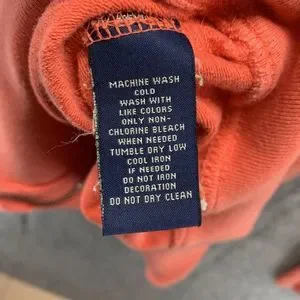 MACHINE WASH
COLD
WASH WITH
LIKE COLORS
ONLY NON-
CHLORINE BLEACH
WHEN NEEDED
TUMBLE DRY LOW
COOL IRON
IF NEEDED
DO NOT IRON
DECORATION
DO NOT DRY CLEAN